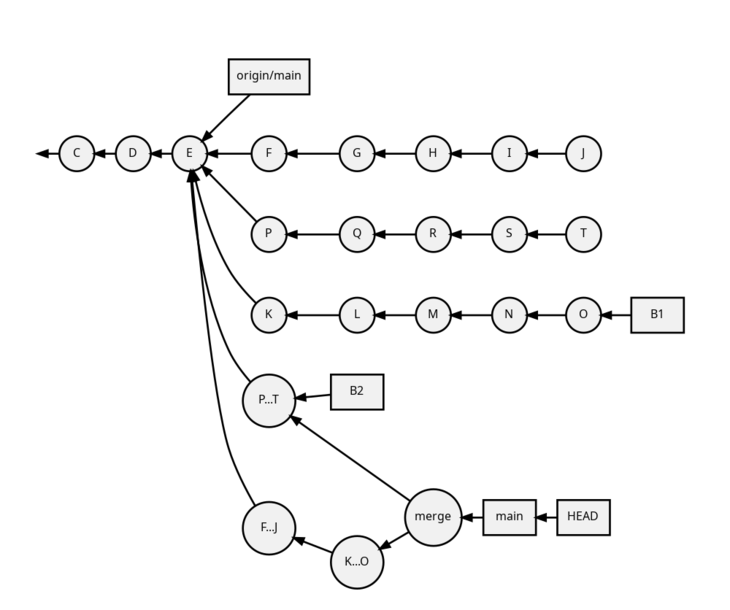 origin/main
C D E F G H I J
P Q R S T
K L M N O B1
P...T B2
merge main HEAD
F...J
K...O